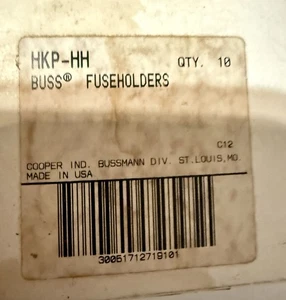 HKP-HH QTY. 10
BUSS® FUSEHOLDERS
C12
COOPER IND. BUSSMANN DIV. ST.LOUIS,MO.
MADE IN USA
30051712719101